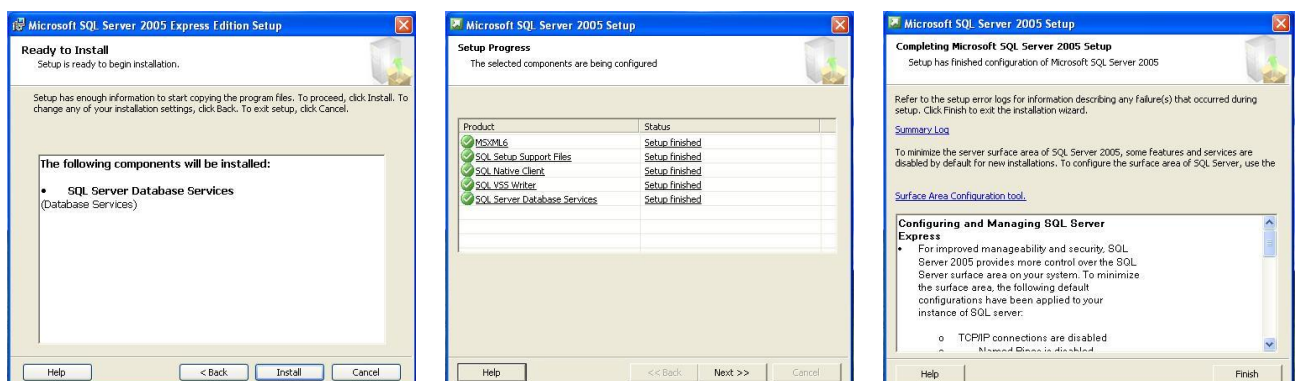 Microsoft SQL Server 2005 Express Edition Setup
Ready to Install
Setup is ready to begin installation.
Setup has enough information to start copying the program files. To proceed, click Install. To
change any of your installation settings, click Back. To exit setup, click Cancel.
The following components will be installed:
• SQL Server Database Services
(Database Services)
Help
< Back
Install
Cancel
Microsoft SQL Server 2005 Setup
Setup Progress
The selected components are being configured
Product Status
MSXML6 Setup finished
SQL Setup Support Files Setup finished
SQL Native Client Setup finished
SQL VSS Writer Setup finished
SQL Server Database Services Setup finished
Help
<< Back
Next >>
Cancel
Microsoft SQL Server 2005 Setup
Completing Microsoft SQL Server 2005 Setup
Setup has finished configuration of Microsoft SQL Server 2005
Refer to the setup error logs for information describing any failure(s) that occurred during
setup. Click Finish to exit the installation wizard.
Summary Log
To minimize the server surface area of SQL Server 2005, some features and services are
disabled by default for new installations. To configure the surface area of SQL Server, use the
Surface Area Configuration tool.
Configuring and Managing SQL Server
Express
• For improved manageability and security, SQL
Server 2005 provides more control over the SQL
Server surface area on your system. To minimize
the surface area, the following default
configurations have been applied to your
instance of SQL server:
o TCP/IP connections are disabled
o Named Pipes is disabled
Help
Finish